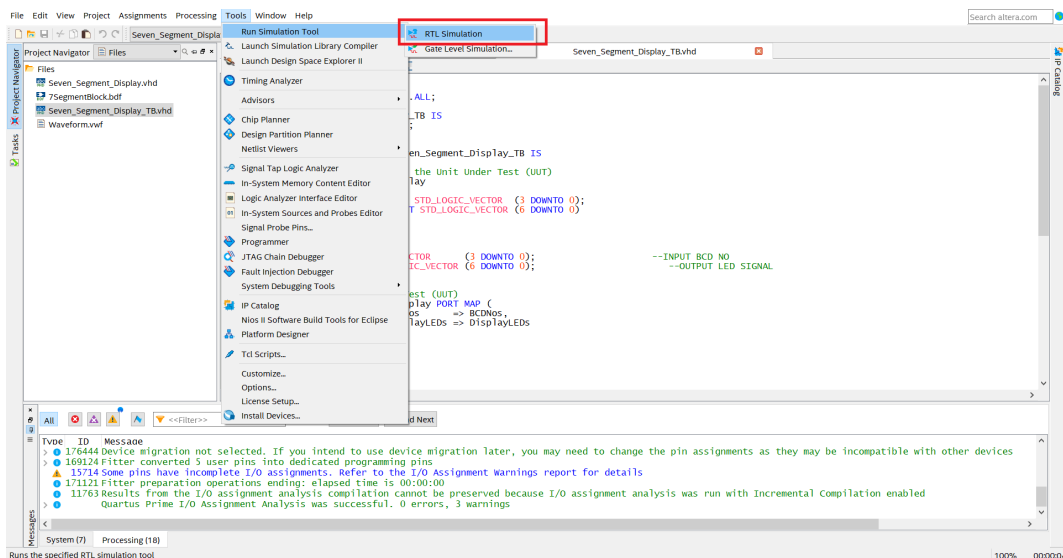 File Edit View Project Assignments Processing Tools Window Help
Search altera.com
Seven_Segment_Displa
Project Navigator Files
Files
Seven_Segment_Display.vhd
7SegmentBlock.bdf
Seven_Segment_Display_TB.vhd
Waveform.vwf
Project Navigator
Tasks
Run Simulation Tool
Launch Simulation Library Compiler
Launch Design Space Explorer II
Timing Analyzer
Advisors
Chip Planner
Design Partition Planner
Netlist Viewers
Signal Tap Logic Analyzer
In-System Memory Content Editor
Logic Analyzer Interface Editor
In-System Sources and Probes Editor
Signal Probe Pins...
Programmer
JTAG Chain Debugger
Fault Injection Debugger
System Debugging Tools
IP Catalog
Nios II Software Build Tools for Eclipse
Platform Designer
Tcl Scripts...
Customize...
Options...
License Setup...
Install Devices...
RTL Simulation
Gate Level Simulation...
Seven_Segment_Display_TB.vhd
IP Catalog
.ALL;
_TB IS
;
en_Segment_Display_TB IS
the Unit Under Test (UUT)
lay
STD_LOGIC_VECTOR (3 DOWNTO 0);
T STD_LOGIC_VECTOR (6 DOWNTO 0)
CTOR (3 DOWNTO 0); --INPUT BCD NO
IC_VECTOR (6 DOWNTO 0); --OUTPUT LED SIGNAL
est (UUT)
play PORT MAP (
os => BCDNos,
layLEDs => DisplayLEDs
All <<Filter>> d Next
Type ID Message
176444 Device migration not selected. If you intend to use device migration later, you may need to change the pin assignments as they may be incompatible with other devices
169124 Fitter converted 5 user pins into dedicated programming pins
15714 Some pins have incomplete I/O assignments. Refer to the I/O Assignment Warnings report for details
171121 Fitter preparation operations ending: elapsed time is 00:00:00
11763 Results from the I/O assignment analysis compilation cannot be preserved because I/O assignment analysis was run with Incremental Compilation enabled
Quartus Prime I/O Assignment Analysis was successful. 0 errors, 3 warnings
Messages
System (7) Processing (18)
Runs the specified RTL simulation tool
100% 00:00:0